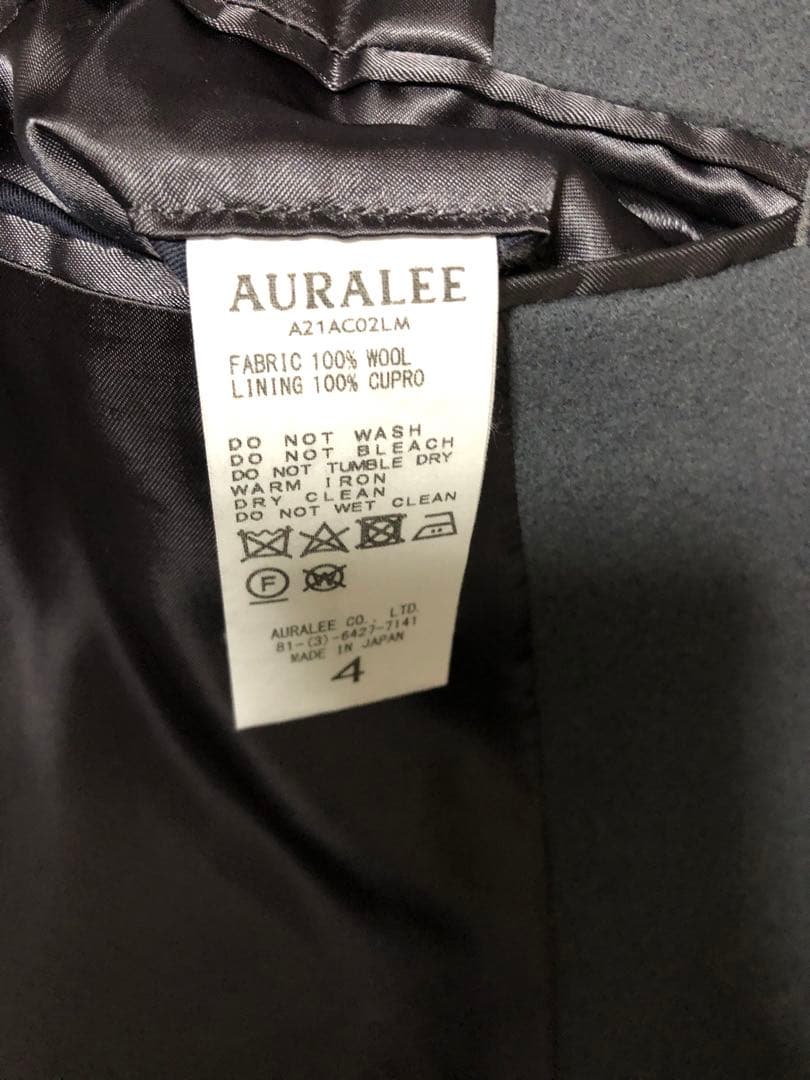 AURALEE
A21AC02LM
FABRIC 100% WOOL
LINING 100% CUPRO
DO NOT WASH
DO NOT BLEACH
DO NOT TUMBLE DRY
WARM IRON
DRY CLEAN
DO NOT WET CLEAN
F W
AURALEE CO., LTD.
81-(3)-6427-7141
MADE IN JAPAN
4